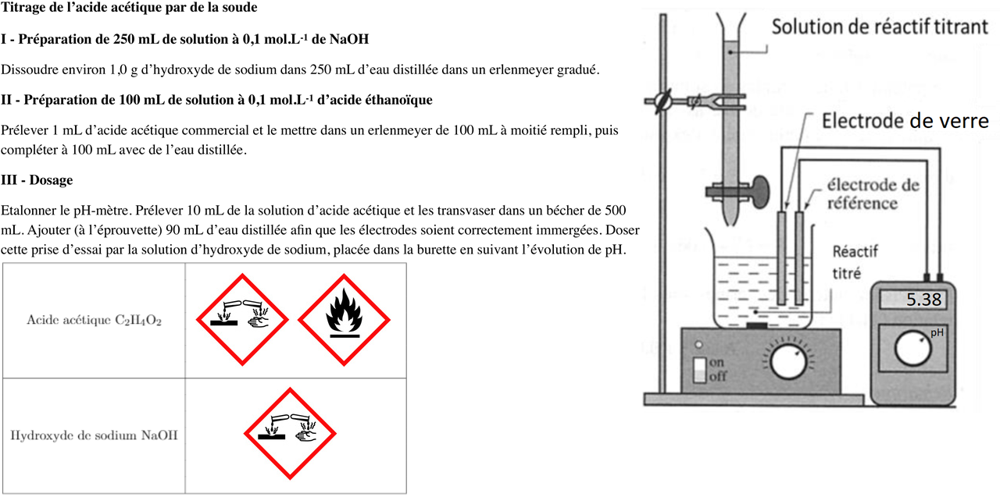 Titrage de l’acide acétique par de la soude
I - Préparation de 250 mL de solution à 0,1 mol.L-¹ de NaOH
Dissoudre environ 1,0 g d’hydroxyde de sodium dans 250 mL d’eau distillée dans un erlenmeyer gradué.
II - Préparation de 100 mL de solution à 0,1 mol.L-¹ d’acide éthanoïque
Prélever 1 mL d’acide acétique commercial et le mettre dans un erlenmeyer de 100 mL à moitié rempli, puis
compléter à 100 mL avec de l’eau distillée.
III - Dosage
Etalonner le pH-mètre. Prélever 10 mL de la solution d’acide acétique et les transvaser dans un bécher de 500
mL. Ajouter (à l’éprouvette) 90 mL d’eau distillée afin que les électrodes soient correctement immergées. Doser
cette prise d’essai par la solution d’hydroxyde de sodium, placée dans la burette en suivant l’évolution de pH.
Acide acétique C₂H₄O₂
Hydroxyde de sodium NaOH
Solution de réactif titrant
Electrode de verre
électrode de
référence
Réactif
titré
5.38
pH
on
off